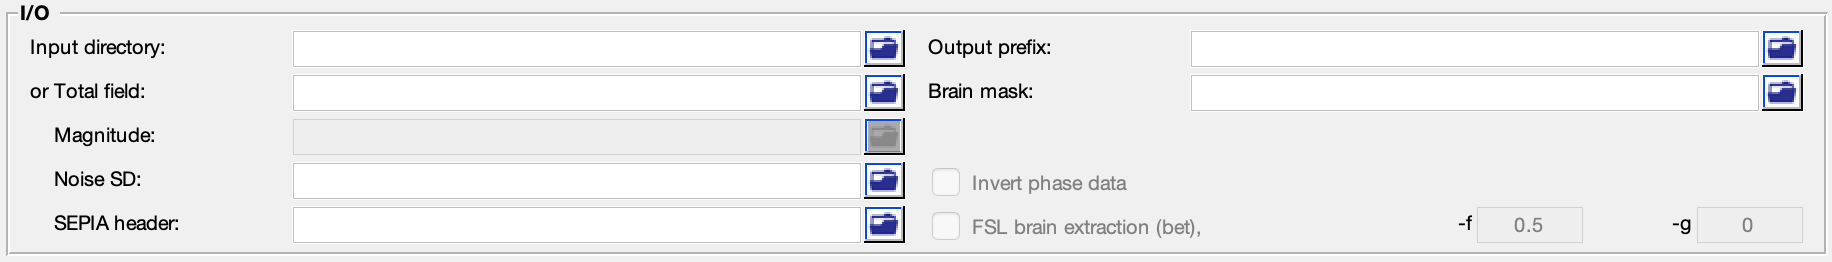 I/O
Input directory:
or Total field:
Magnitude:
Noise SD:
SEPIA header:
Output prefix:
Brain mask:
Invert phase data
FSL brain extraction (bet), -f 0.5 -g 0